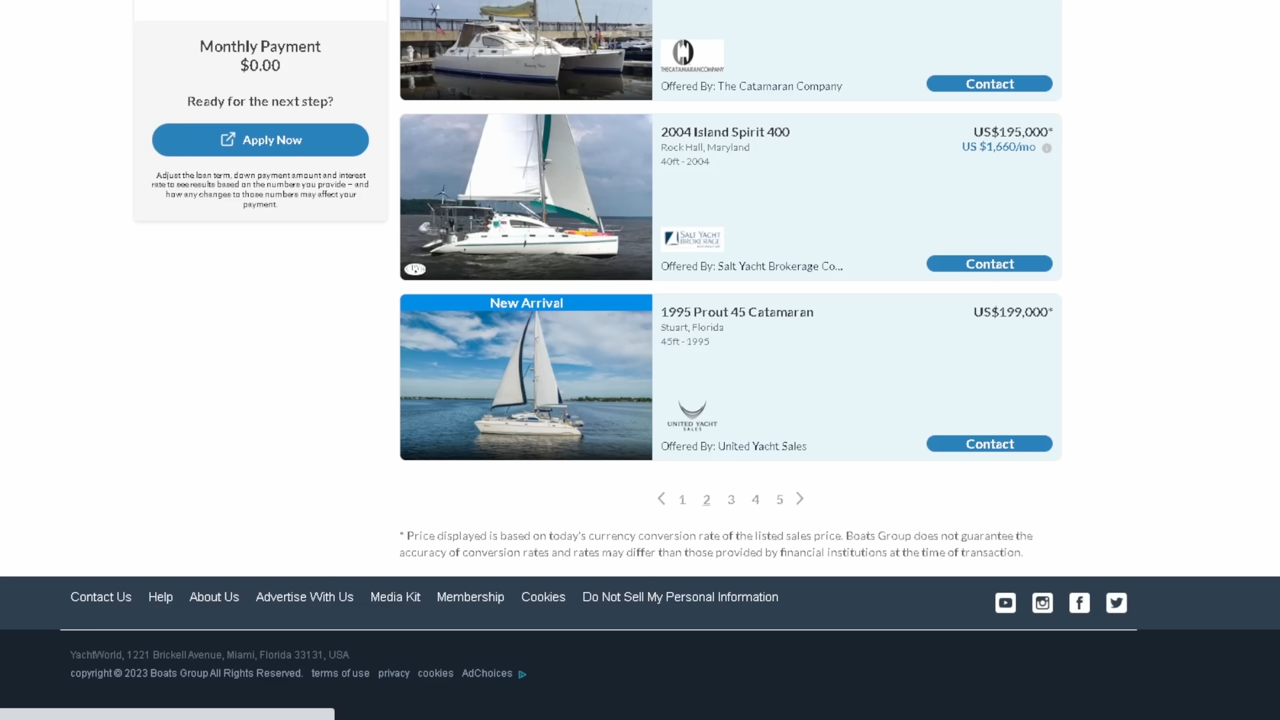 Monthly Payment
$0.00
Ready for the next step?
Apply Now
Adjust the loan term, down payment amount and interest
rate to see results based on the numbers you provide – and
how any changes to those numbers may affect your
payment.
THECATAMARANCOMPANY
Offered By: The Catamaran Company
Contact
2004 Island Spirit 400
Rock Hall, Maryland
40ft - 2004
US$195,000*
US $1,660/mo
SALT YACHT
BROKERAGE
Offered By: Salt Yacht Brokerage Co...
Contact
New Arrival
1995 Prout 45 Catamaran
Stuart, Florida
45ft - 1995
US$199,000*
UNITED YACHT
SALES
Offered By: United Yacht Sales
Contact
1 2 3 4 5
* Price displayed is based on today's currency conversion rate of the listed sales price. Boats Group does not guarantee the
accuracy of conversion rates and rates may differ than those provided by financial institutions at the time of transaction.
Contact Us Help About Us Advertise With Us Media Kit Membership Cookies Do Not Sell My Personal Information
YachtWorld, 1221 Brickell Avenue, Miami, Florida 33131, USA
copyright © 2023 Boats Group All Rights Reserved. terms of use privacy cookies AdChoices